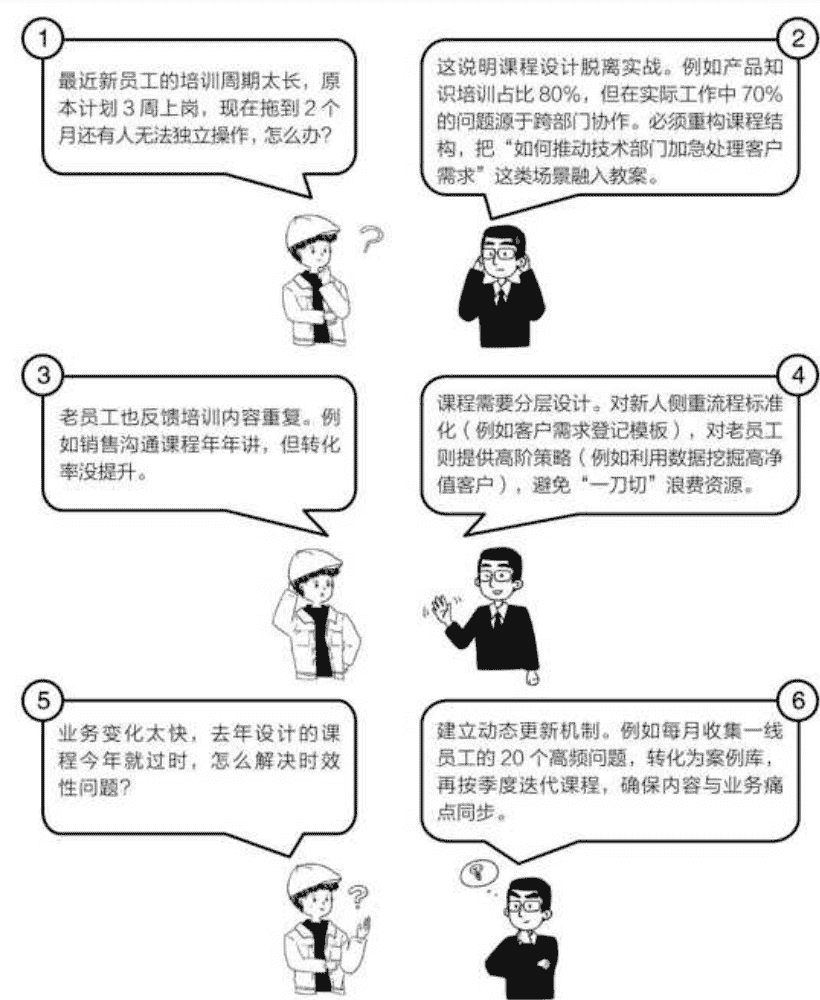 1
最近新员工的培训周期太长，原
本计划 3 周上岗，现在拖到 2 个
月还有人无法独立操作，怎么办？
2
这说明课程设计脱离实战。例如产品知
识培训占比 80%，但在实际工作中 70%
的问题源于跨部门协作。必须重构课程结
构，把“如何推动技术部门加急处理客户
需求”这类场景融入教案。
?
3
老员工也反馈培训内容重复。例
如销售沟通课程年年讲，但转化
率没提升。
4
课程需要分层设计。对新人侧重流程标准
化（例如客户需求登记模板），对老员工
则提供高阶策略（例如利用数据挖掘高净
值客户），避免“一刀切”浪费资源。
5
业务变化太快，去年设计的课
程今年就过时，怎么解决时效
性问题？
6
建立动态更新机制。例如每月收集一线
员工的 20 个高频问题，转化为案例库，
再按季度迭代课程，确保内容与业务痛
点同步。
?
?